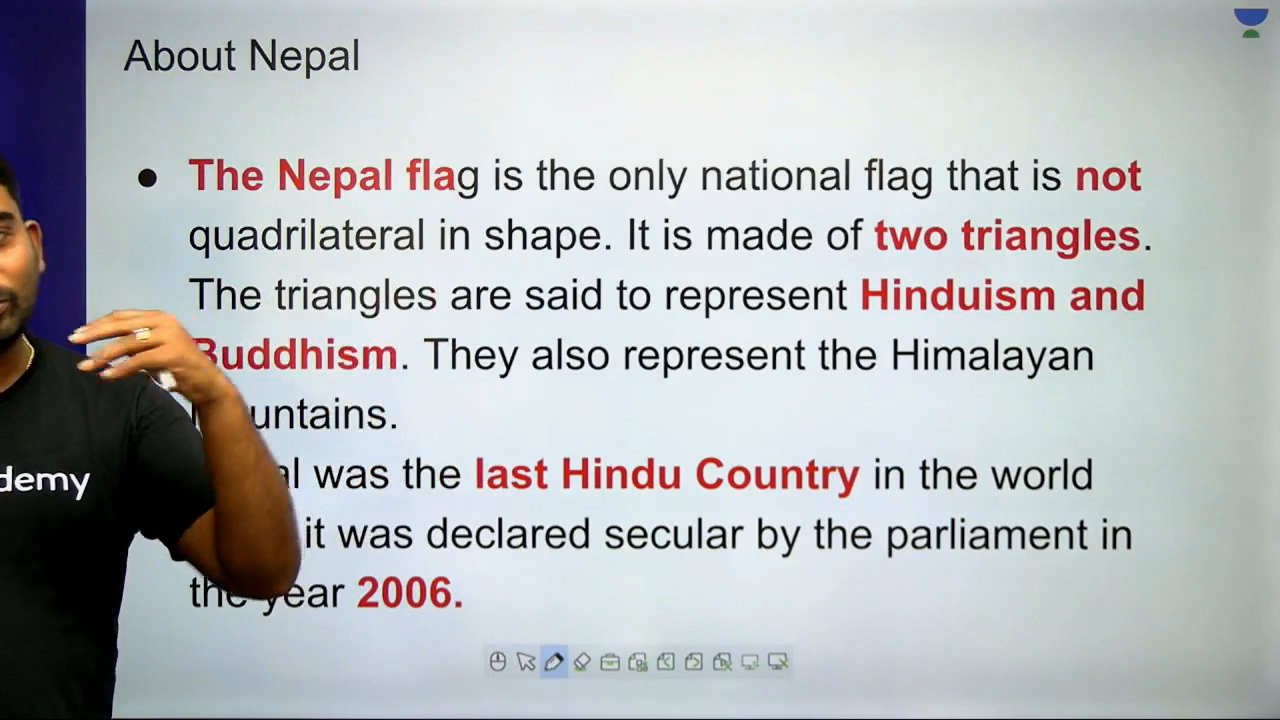 About Nepal
● The Nepal flag is the only national flag that is not
quadrilateral in shape. It is made of two triangles.
The triangles are said to represent Hinduism and
Buddhism. They also represent the Himalayan
untains.
demy
al was the last Hindu Country in the world
it was declared secular by the parliament in
the year 2006.